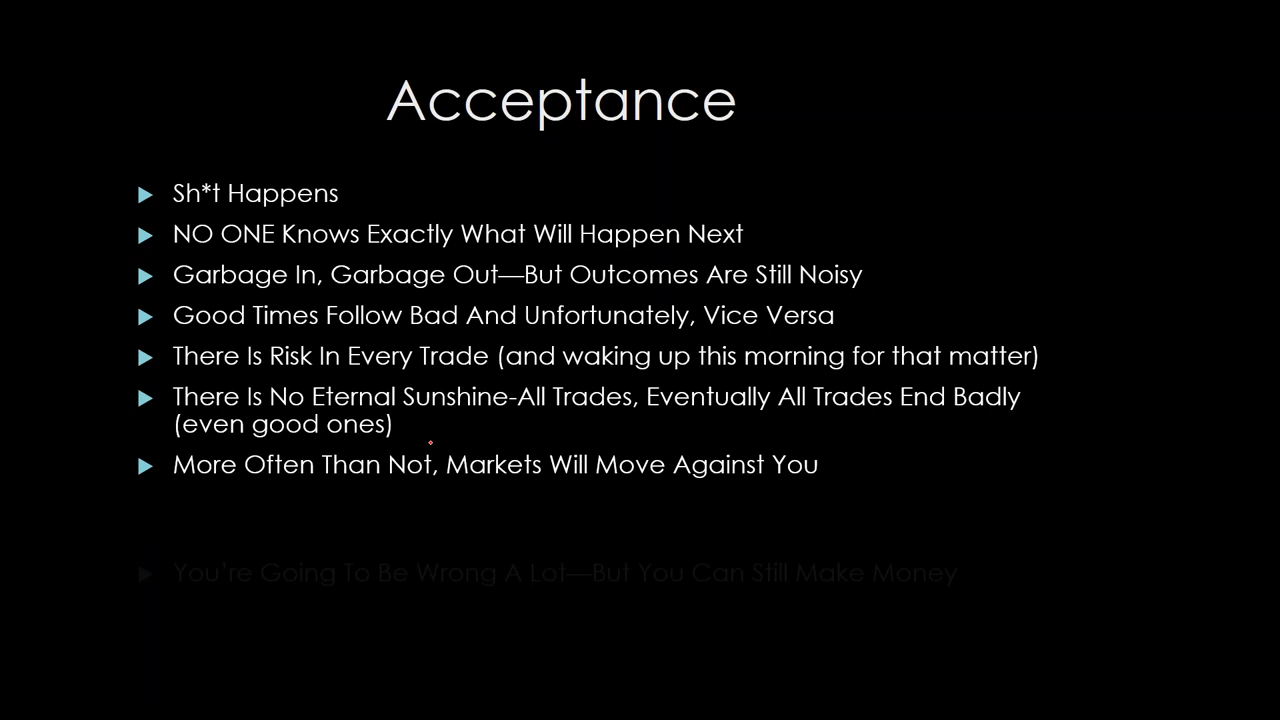 Acceptance
Sh*t Happens
NO ONE Knows Exactly What Will Happen Next
Garbage In, Garbage Out—But Outcomes Are Still Noisy
Good Times Follow Bad And Unfortunately, Vice Versa
There Is Risk In Every Trade (and waking up this morning for that matter)
There Is No Eternal Sunshine-All Trades, Eventually All Trades End Badly
(even good ones)
More Often Than Not, Markets Will Move Against You
You're Going To Be Wrong A Lot—But You Can Still Make Money